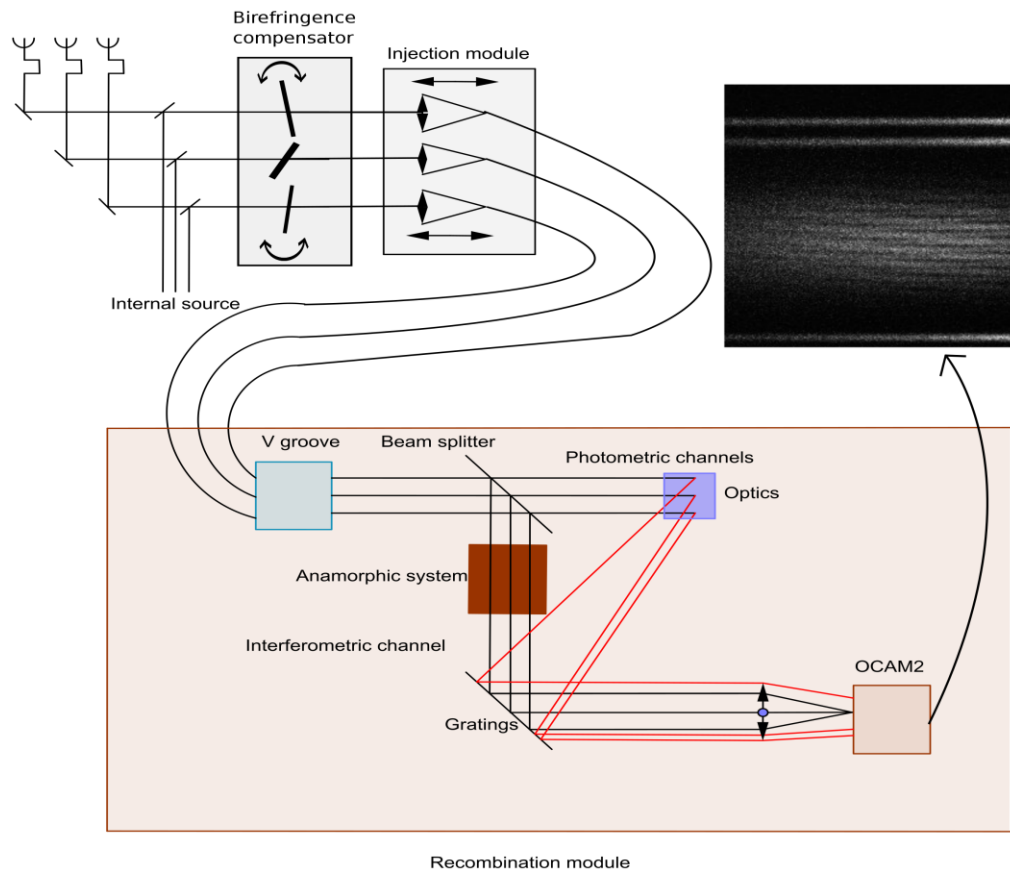 Birefringence
compensator
Injection module
Internal source
V groove
Beam splitter
Photometric channels
Optics
Anamorphic system
Interferometric channel
OCAM2
Gratings
Recombination module